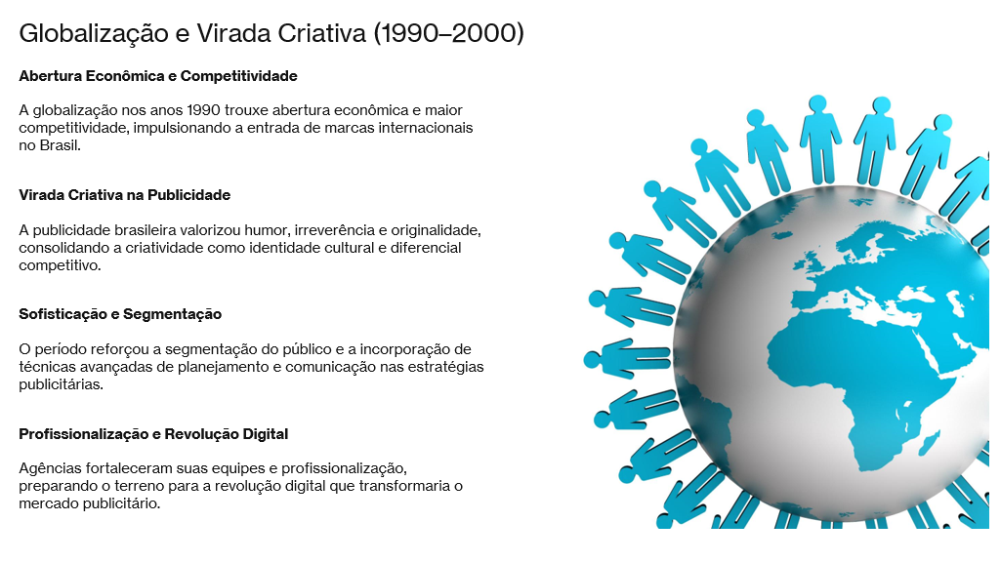 Globalização e Virada Criativa (1990–2000)
Abertura Econômica e Competitividade
A globalização nos anos 1990 trouxe abertura econômica e maior
competitividade, impulsionando a entrada de marcas internacionais
no Brasil.
Virada Criativa na Publicidade
A publicidade brasileira valorizou humor, irreverência e originalidade,
consolidando a criatividade como identidade cultural e diferencial
competitivo.
Sofisticação e Segmentação
O período reforçou a segmentação do público e a incorporação de
técnicas avançadas de planejamento e comunicação nas estratégias
publicitárias.
Profissionalização e Revolução Digital
Agências fortaleceram suas equipes e profissionalização,
preparando o terreno para a revolução digital que transformaria o
mercado publicitário.